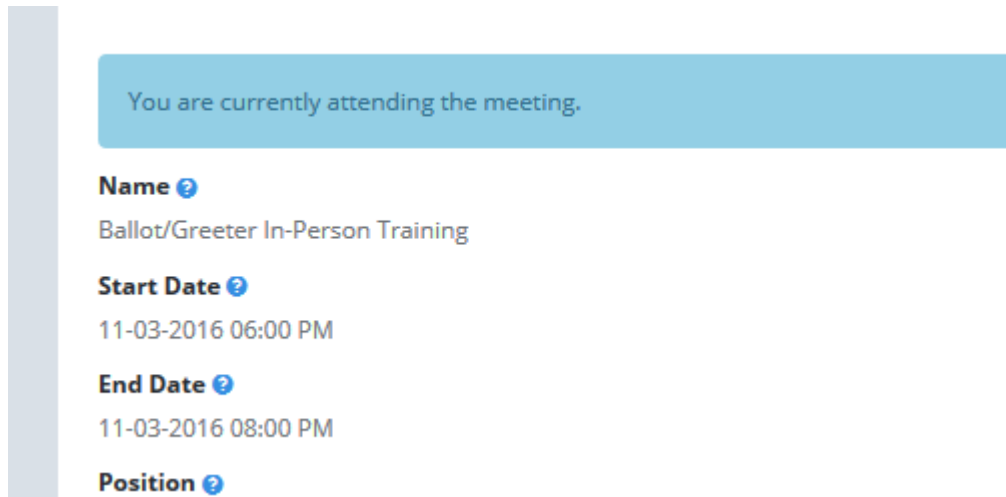 You are currently attending the meeting.
Name
Ballot/Greeter In-Person Training
Start Date
11-03-2016 06:00 PM
End Date
11-03-2016 08:00 PM
Position